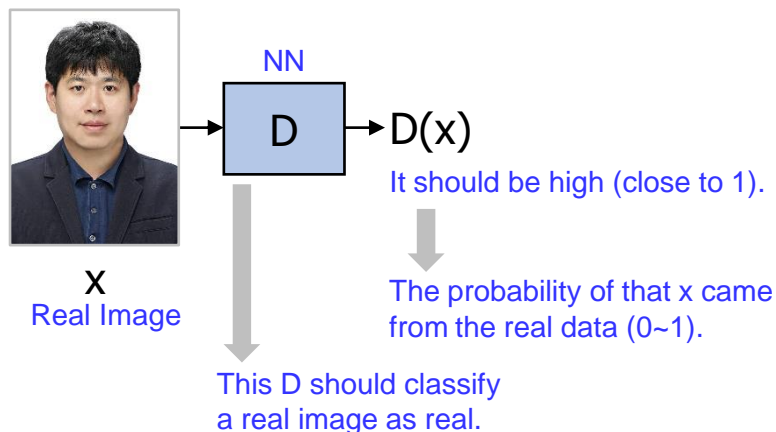 NN
D
D(x)
It should be high (close to 1).
x
Real Image
The probability of that x came
from the real data (0~1).
This D should classify
a real image as real.